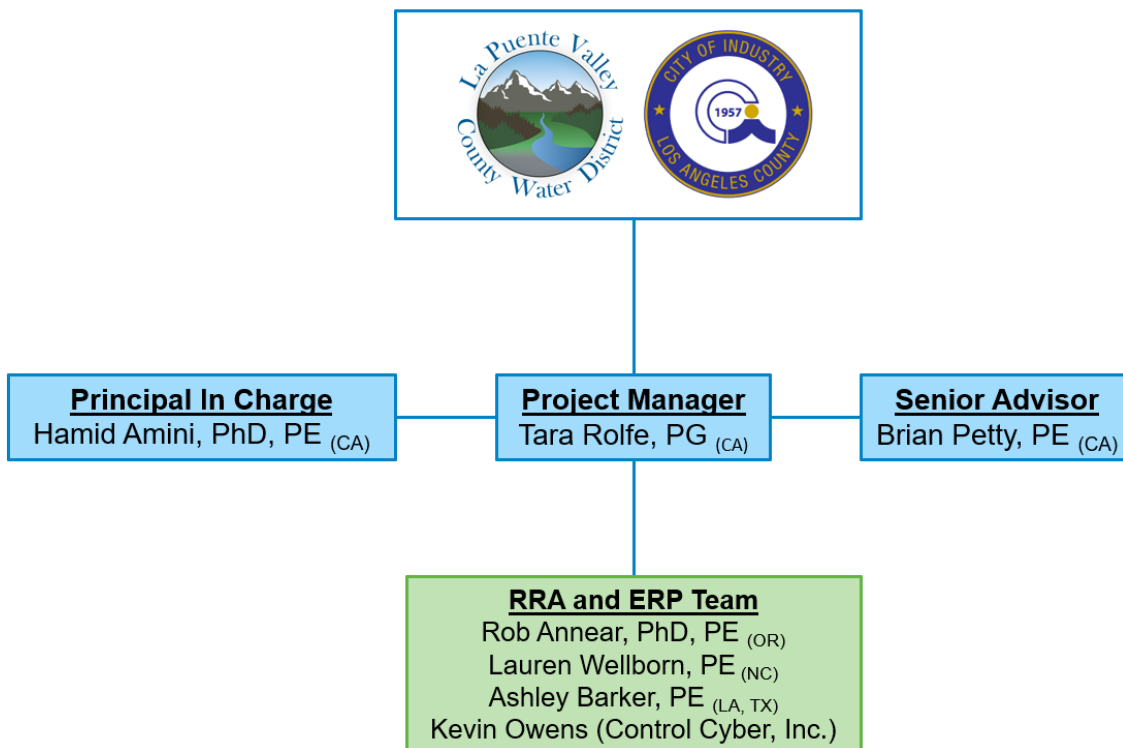 La Puente Valley
County Water District
CITY OF INDUSTRY
1957
LOS ANGELES COUNTY
Principal In Charge
Hamid Amini, PhD, PE (CA)
Project Manager
Tara Rolfe, PG (CA)
Senior Advisor
Brian Petty, PE (CA)
RRA and ERP Team
Rob Annear, PhD, PE (OR)
Lauren Wellborn, PE (NC)
Ashley Barker, PE (LA, TX)
Kevin Owens (Control Cyber, Inc.)